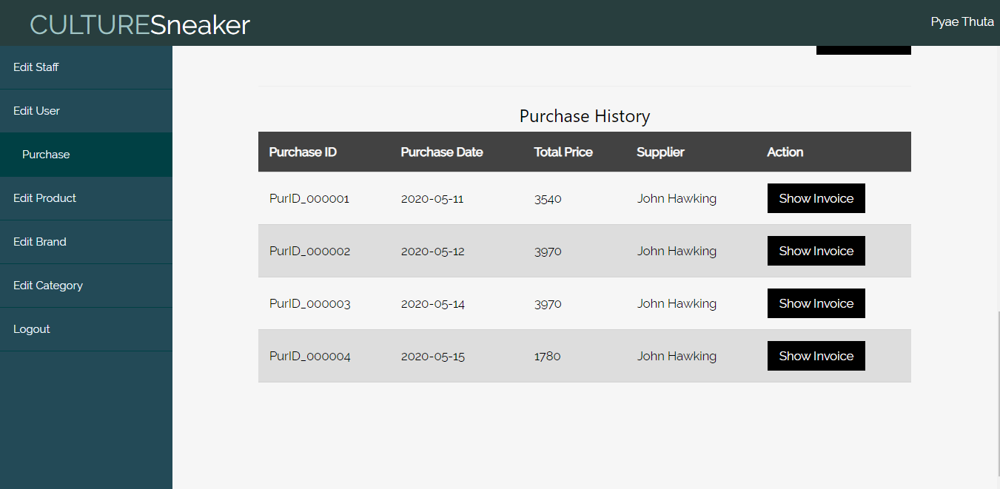 CULTURESneaker
Pyae Thuta
Edit Staff
Edit User
Purchase
Edit Product
Edit Brand
Edit Category
Logout
Purchase History
Purchase ID Purchase Date Total Price Supplier Action
PurID_000001 2020-05-11 3540 John Hawking Show Invoice
PurID_000002 2020-05-12 3970 John Hawking Show Invoice
PurID_000003 2020-05-14 3970 John Hawking Show Invoice
PurID_000004 2020-05-15 1780 John Hawking Show Invoice